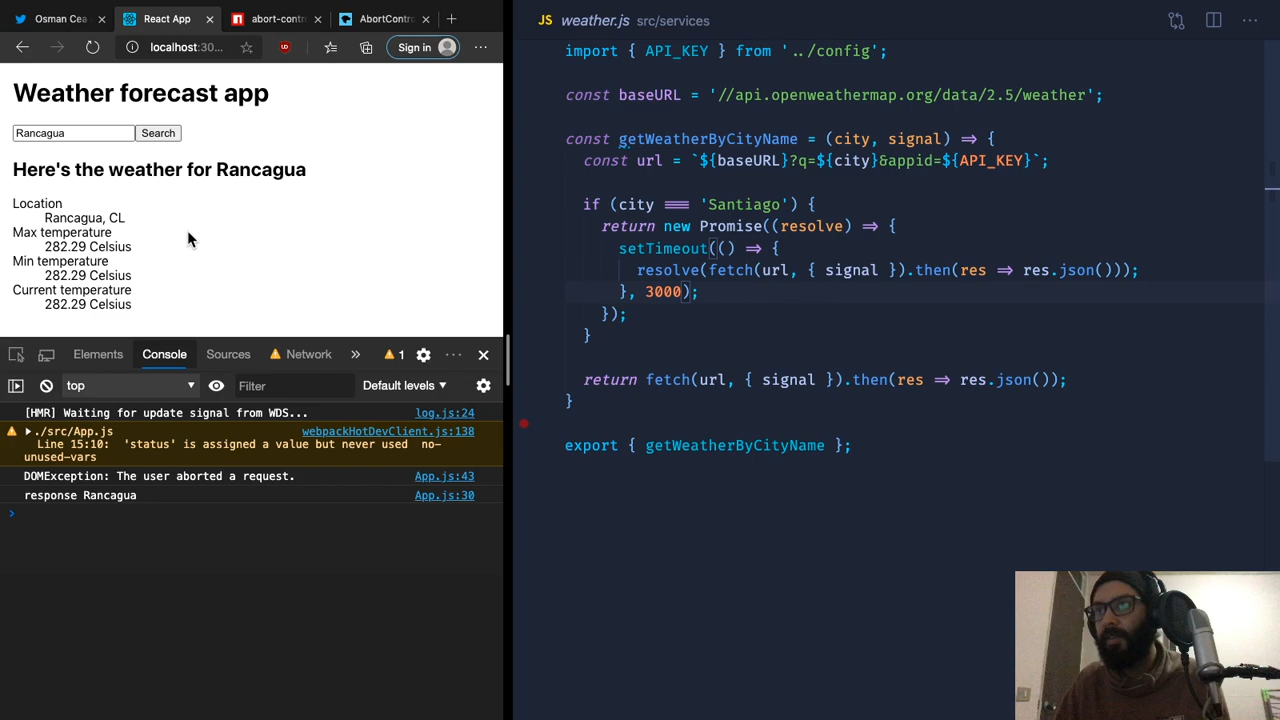 Osman Cea
React App
abort-contr
AbortContro
localhost:30...
Sign in
Weather forecast app
Rancagua
Search
Here's the weather for Rancagua
Location
Rancagua, CL
Max temperature
282.29 Celsius
Min temperature
282.29 Celsius
Current temperature
282.29 Celsius
Elements
Console
Sources
Network
1
top
Filter
Default levels
[HMR] Waiting for update signal from WDS... log.js:24
./src/App.js webpackHotDevClient.js:138
Line 15:10: 'status' is assigned a value but never used no-
unused-vars
DOMException: The user aborted a request. App.js:43
response Rancagua App.js:30
JS weather.js src/services
import { API_KEY } from '../config';
const baseURL = '//api.openweathermap.org/data/2.5/weather';
const getWeatherByCityName = (city, signal) => {
const url = `${baseURL}?q=${city}&appid=${API_KEY}`;
if (city === 'Santiago') {
return new Promise((resolve) => {
setTimeout(() => {
resolve(fetch(url, { signal }).then(res => res.json()));
}, 3000);
});
}
return fetch(url, { signal }).then(res => res.json());
}
export { getWeatherByCityName };